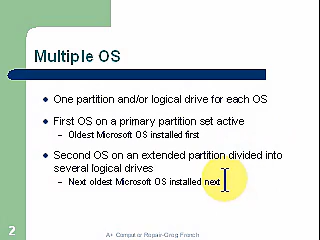 Multiple OS
One partition and/or logical drive for each OS
First OS on a primary partition set active
– Oldest Microsoft OS installed first
Second OS on an extended partition divided into
several logical drives
– Next oldest Microsoft OS installed next
2
A+ Computer Repair-Greg French